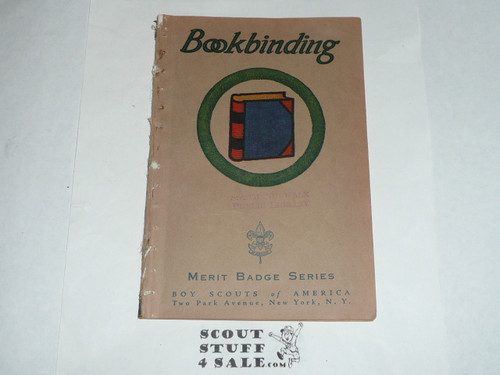 Bookbinding
MERIT BADGE SERIES
BOY SCOUTS of AMERICA
Two Park Avenue, New York, N. Y.
SCOUT
STUFF
4 SALE.COM